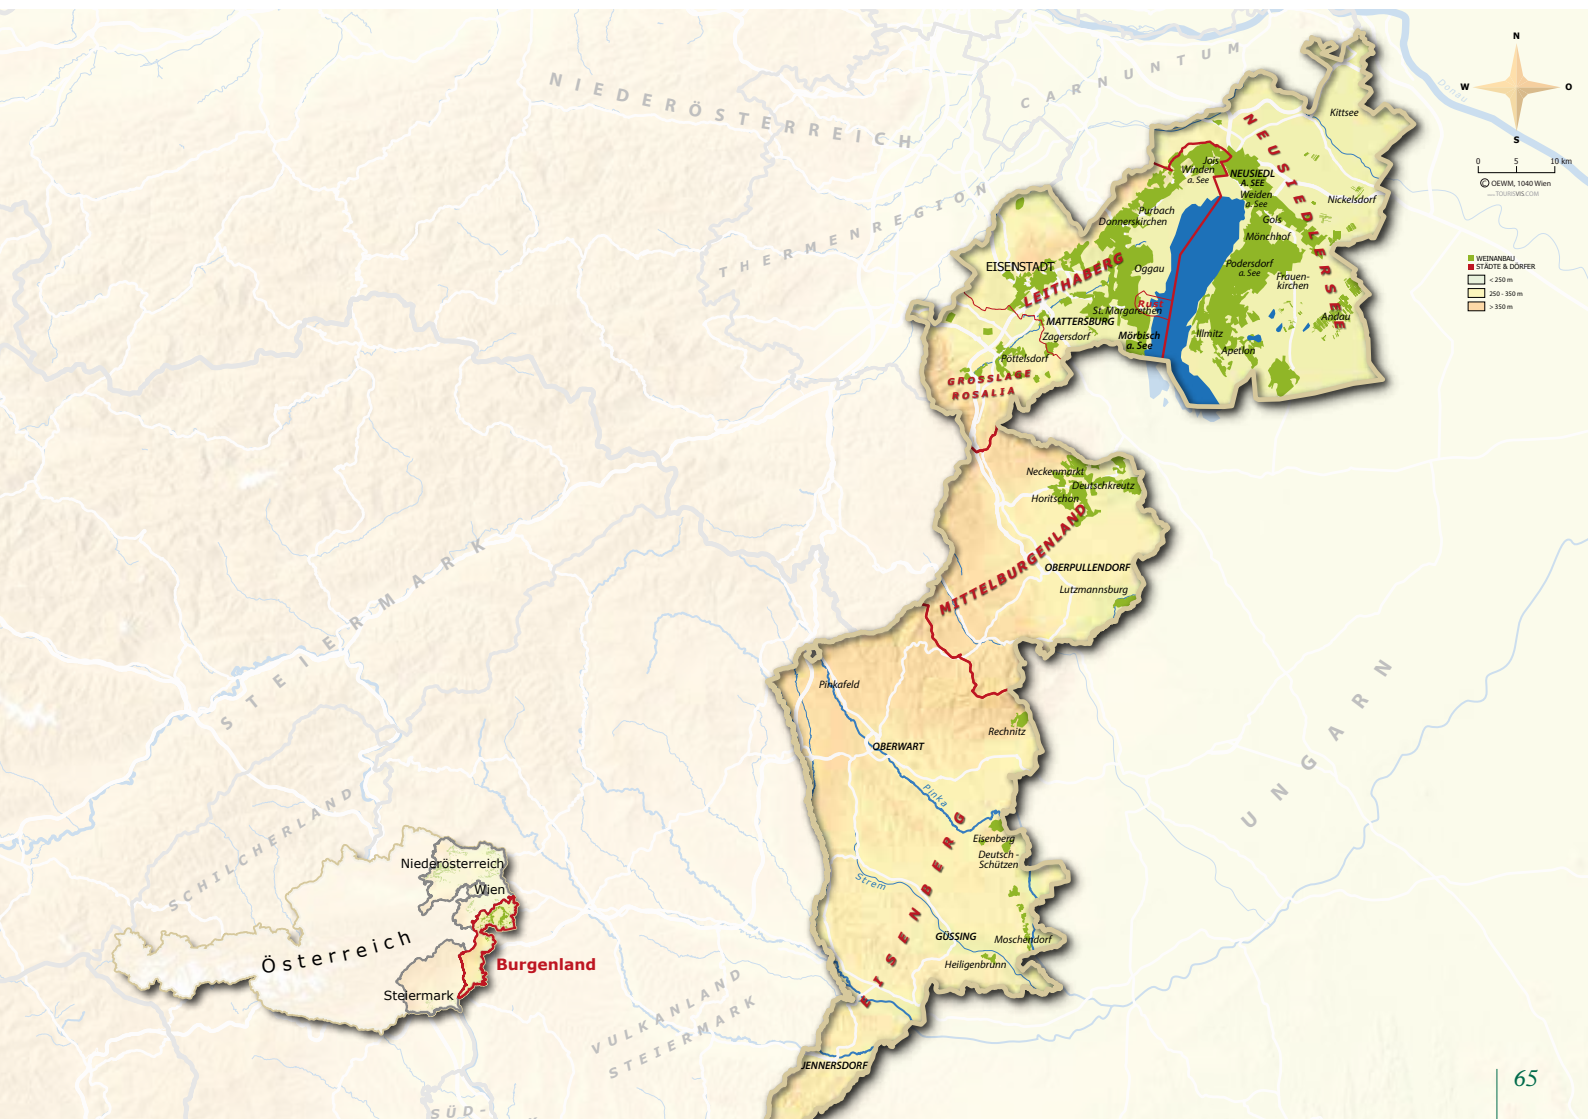 NIEDERÖSTERREICH
CARNUNTUM
THERMENREGION
STEIERMARK
SCHILCHERLAND
VULKANLAND
STEIERMARK
SÜD-
UNGARN
Donau
N
W
O
S
0 5 10 km
© OEWM, 1040 Wien
TOURISVIS.COM
WEINANBAU
STÄDTE & DÖRFER
< 250 m
250 - 350 m
> 350 m
NEUSIEDLERSEE
Kittsee
Nickelsdorf
Jois
Winden
a. See
NEUSIEDL
A. SEE
Weiden
a. See
Gols
Mönchhof
Podersdorf
a. See
Frauen-
kirchen
Andau
Illmitz
Apetlon
Purbach
Donnerskirchen
EISENSTADT
LEITHABERG
Oggau
Rust
St. Margarethen
MATTERSBURG
Zagersdorf
Mörbisch
a. See
Pöttelsdorf
GROSSLAGE
ROSALIA
Neckenmarkt
Deutschkreutz
Horitschon
MITTELBURGENLAND
OBERPULLENDORF
Lutzmannsburg
Pinkafeld
Rechnitz
OBERWART
Pinka
EISENBERG
Eisenberg
Deutsch -
Schützen
Strem
GÜSSING
Moschendorf
Heiligenbrunn
JENNERSDORF
Niederösterreich
Wien
Österreich
Burgenland
Steiermark
65